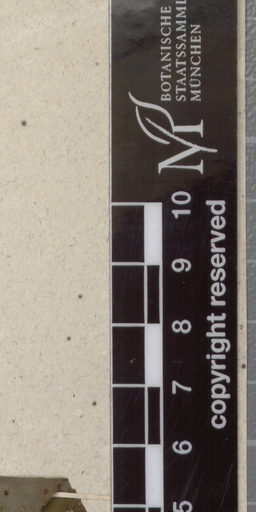 BOTANISCHE
STAATSSAMML
MÜNCHEN
M
10
9
8
7
6
5
copyright reserved